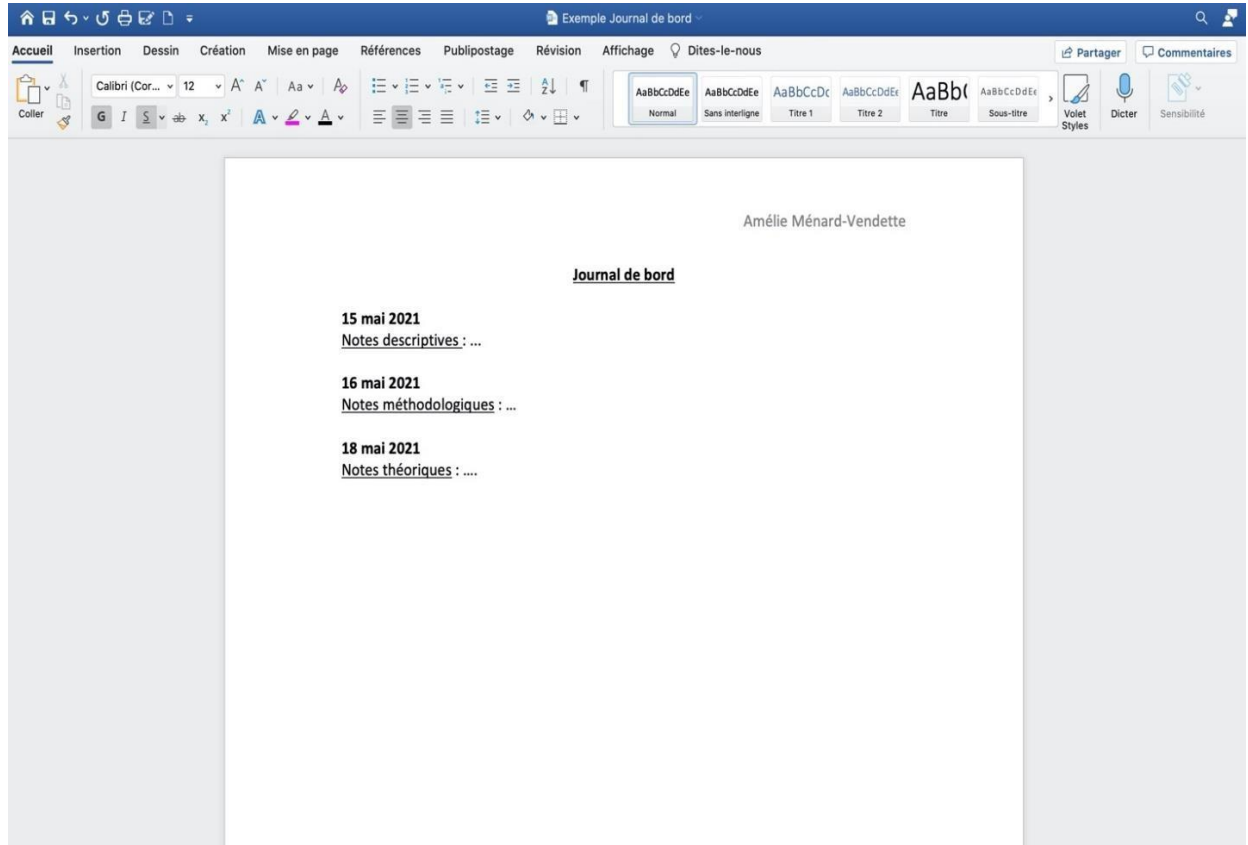 Exemple Journal de bord
Accueil Insertion Dessin Création Mise en page Références Publipostage Révision Affichage Dites-le-nous Partager Commentaires
Coller
Calibri (Cor... 12
G I S ab x, x²
AaBbCcDdEe AaBbCcDdEe AaBbCcDc AaBbCcDdEe AaBb( AaBbCcDdEe
Normal Sans interligne Titre 1 Titre 2 Titre Sous-titre
Volet Styles Dicter Sensibilité
Amélie Ménard-Vendette
Journal de bord
15 mai 2021
Notes descriptives : ...
16 mai 2021
Notes méthodologiques : ...
18 mai 2021
Notes théoriques : ....